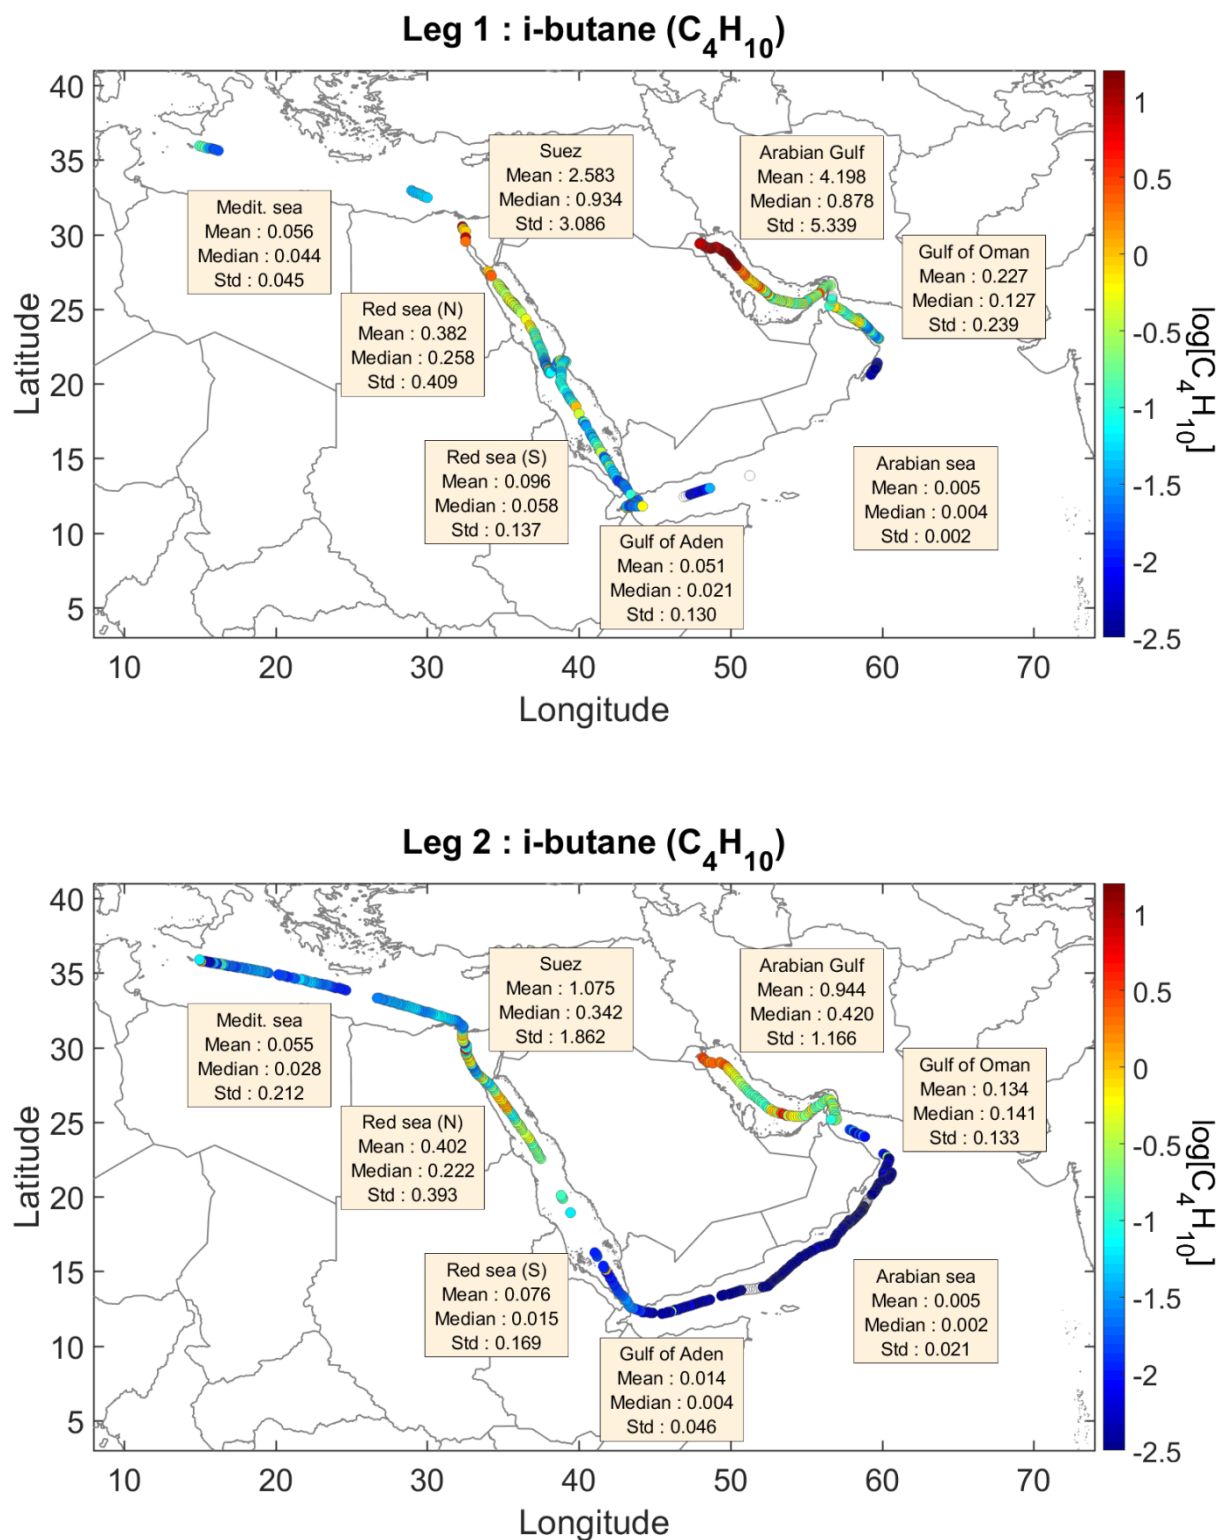 Leg 1 : i-butane (C4H10)
40
35
30
25
20
15
10
5
Latitude
10
20
30
40
50
60
70
Longitude
Medit. sea
Mean : 0.056
Median : 0.044
Std : 0.045
Suez
Mean : 2.583
Median : 0.934
Std : 3.086
Arabian Gulf
Mean : 4.198
Median : 0.878
Std : 5.339
Gulf of Oman
Mean : 0.227
Median : 0.127
Std : 0.239
Red sea (N)
Mean : 0.382
Median : 0.258
Std : 0.409
Red sea (S)
Mean : 0.096
Median : 0.058
Std : 0.137
Arabian sea
Mean : 0.005
Median : 0.004
Std : 0.002
Gulf of Aden
Mean : 0.051
Median : 0.021
Std : 0.130
1
0.5
0
-0.5
-1
-1.5
-2
-2.5
log[C4H10]
Leg 2 : i-butane (C4H10)
40
35
30
25
20
15
10
5
Latitude
10
20
30
40
50
60
70
Longitude
Medit. sea
Mean : 0.055
Median : 0.028
Std : 0.212
Suez
Mean : 1.075
Median : 0.342
Std : 1.862
Arabian Gulf
Mean : 0.944
Median : 0.420
Std : 1.166
Gulf of Oman
Mean : 0.134
Median : 0.141
Std : 0.133
Red sea (N)
Mean : 0.402
Median : 0.222
Std : 0.393
Red sea (S)
Mean : 0.076
Median : 0.015
Std : 0.169
Arabian sea
Mean : 0.005
Median : 0.002
Std : 0.021
Gulf of Aden
Mean : 0.014
Median : 0.004
Std : 0.046
1
0.5
0
-0.5
-1
-1.5
-2
-2.5
log[C4H10]